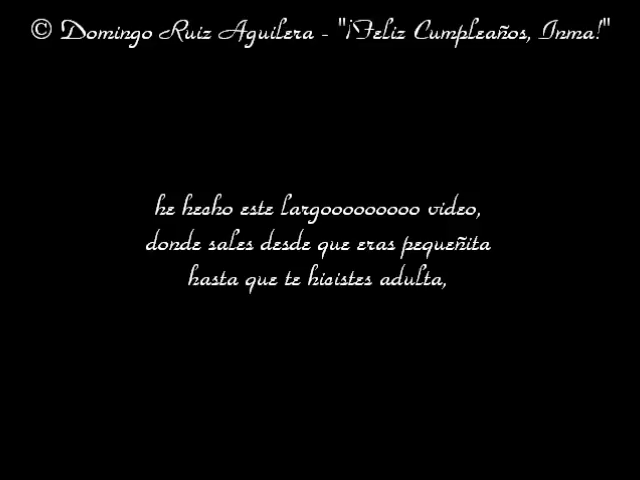 © Domingo Ruiz Aguilera - "¡Feliz Cumpleaños, Inma!"
he hecho este largooooooooo video,
donde sales desde que eras pequeñita
hasta que te hicistes adulta,